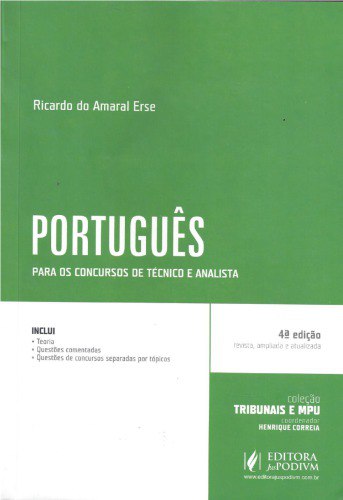 Ricardo do Amaral Erse
PORTUGUÊS
PARA OS CONCURSOS DE TÉCNICO E ANALISTA
INCLUI
• Teoria
• Questões comentadas
• Questões de concursos separadas por tópicos
4ª edição
revista, ampliada e atualizada
coleção
TRIBUNAIS E MPU
coordenador
HENRIQUE CORREIA
EDITORA
JusPODIVM
www.editorajuspodivm.com.br